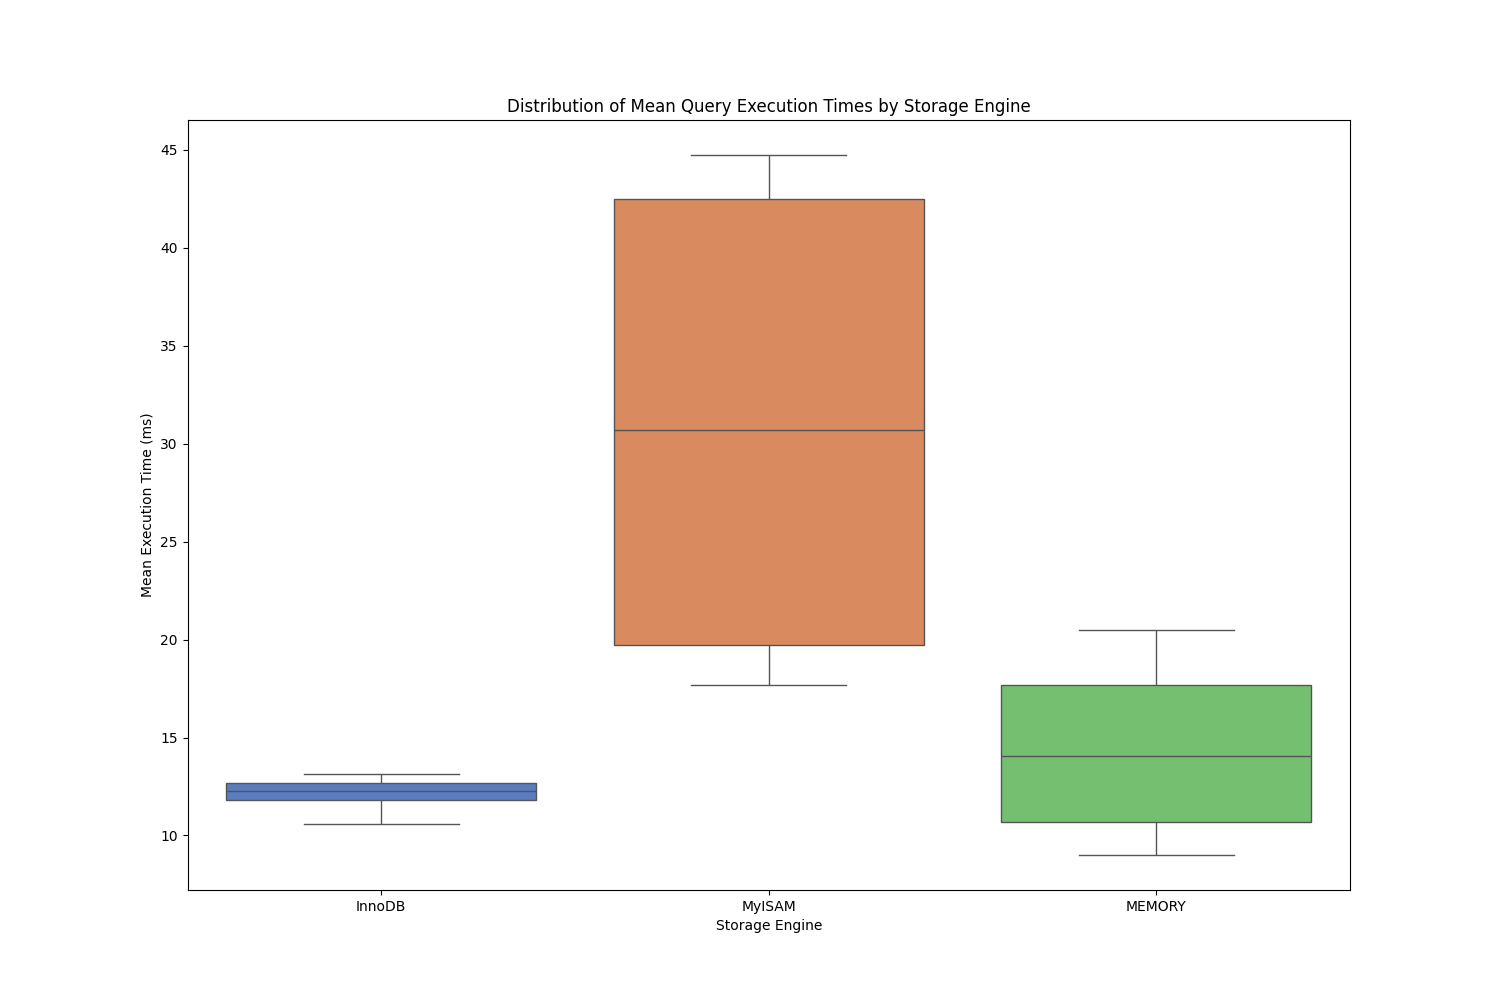 Distribution of Mean Query Execution Times by Storage Engine
Mean Execution Time (ms)
45
40
35
30
25
20
15
10
InnoDB
MyISAM
MEMORY
Storage Engine